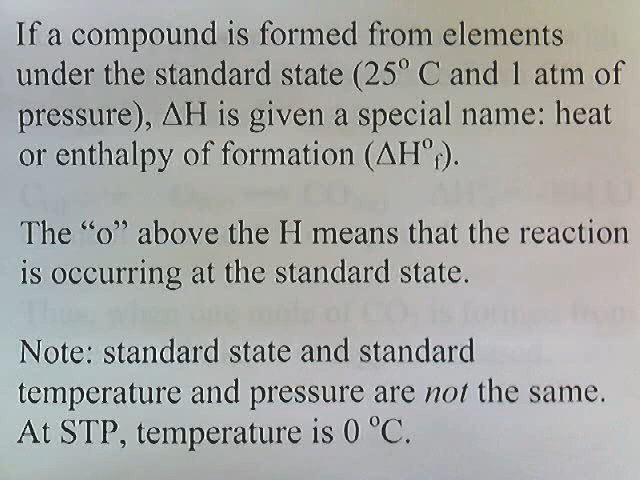 If a compound is formed from elements
under the standard state (25° C and 1 atm of
pressure), ΔH is given a special name: heat
or enthalpy of formation (ΔH°f).
The “o” above the H means that the reaction
is occurring at the standard state.
Note: standard state and standard
temperature and pressure are not the same.
At STP, temperature is 0 °C.